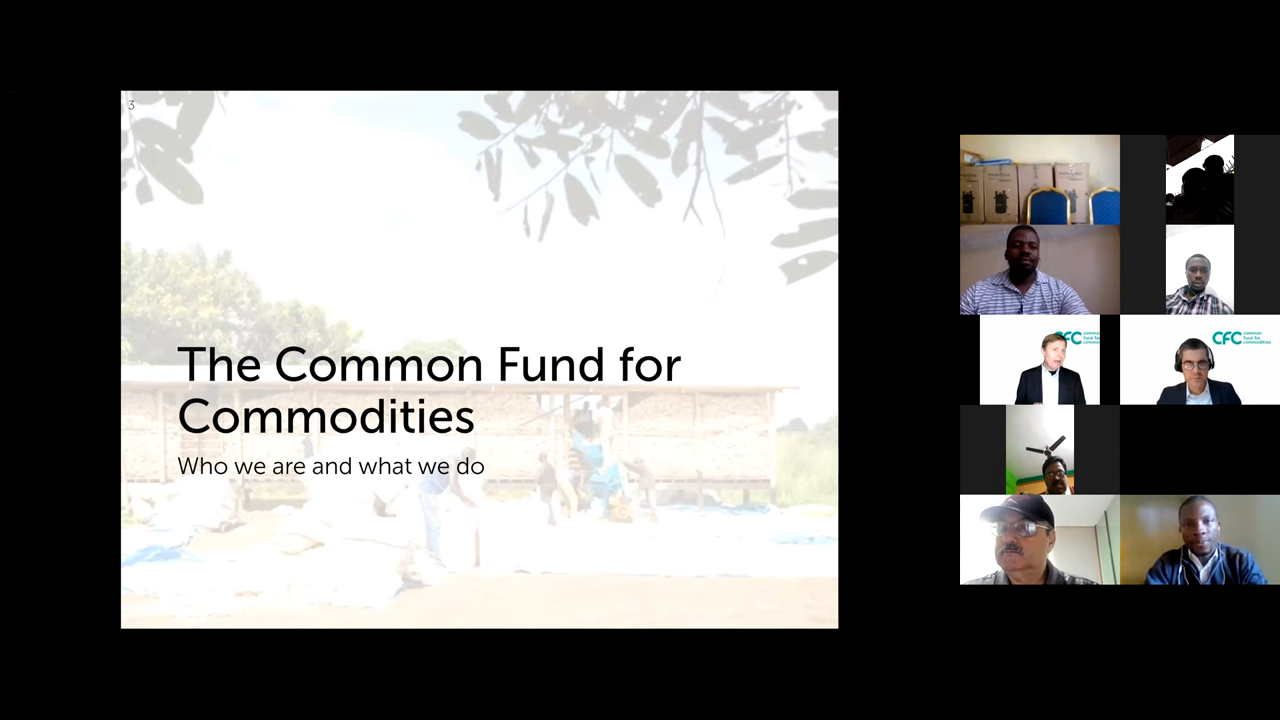 3
The Common Fund for
Commodities
Who we are and what we do
CFC common
fund for
commodities
CFC common
fund for
commodities